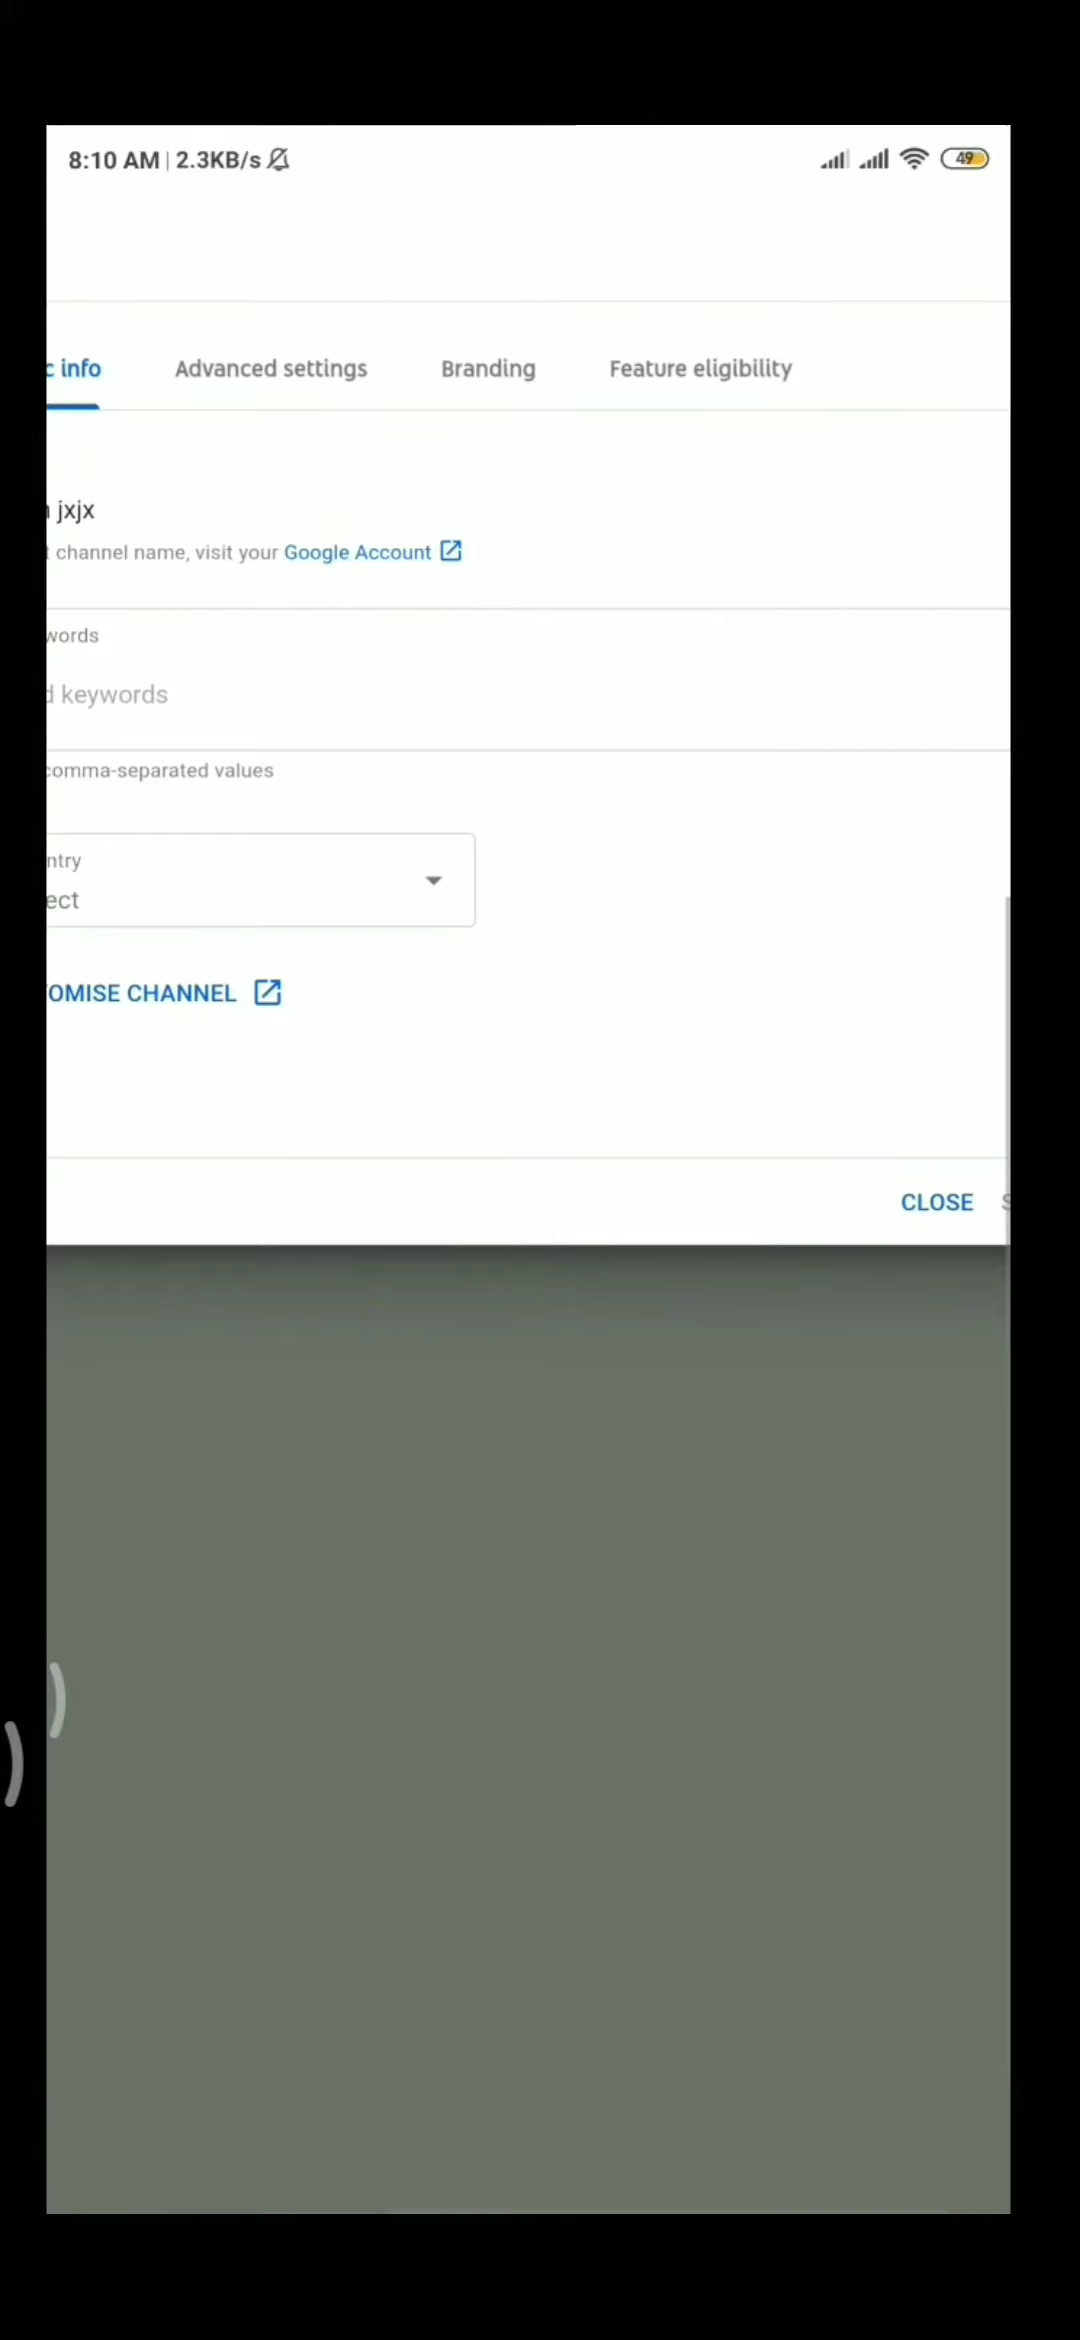 8:10 AM | 2.3KB/s
49
c info Advanced settings Branding Feature eligibility
jxjx
t channel name, visit your Google Account
words
d keywords
comma-separated values
ntry
ect
OMISE CHANNEL
CLOSE S